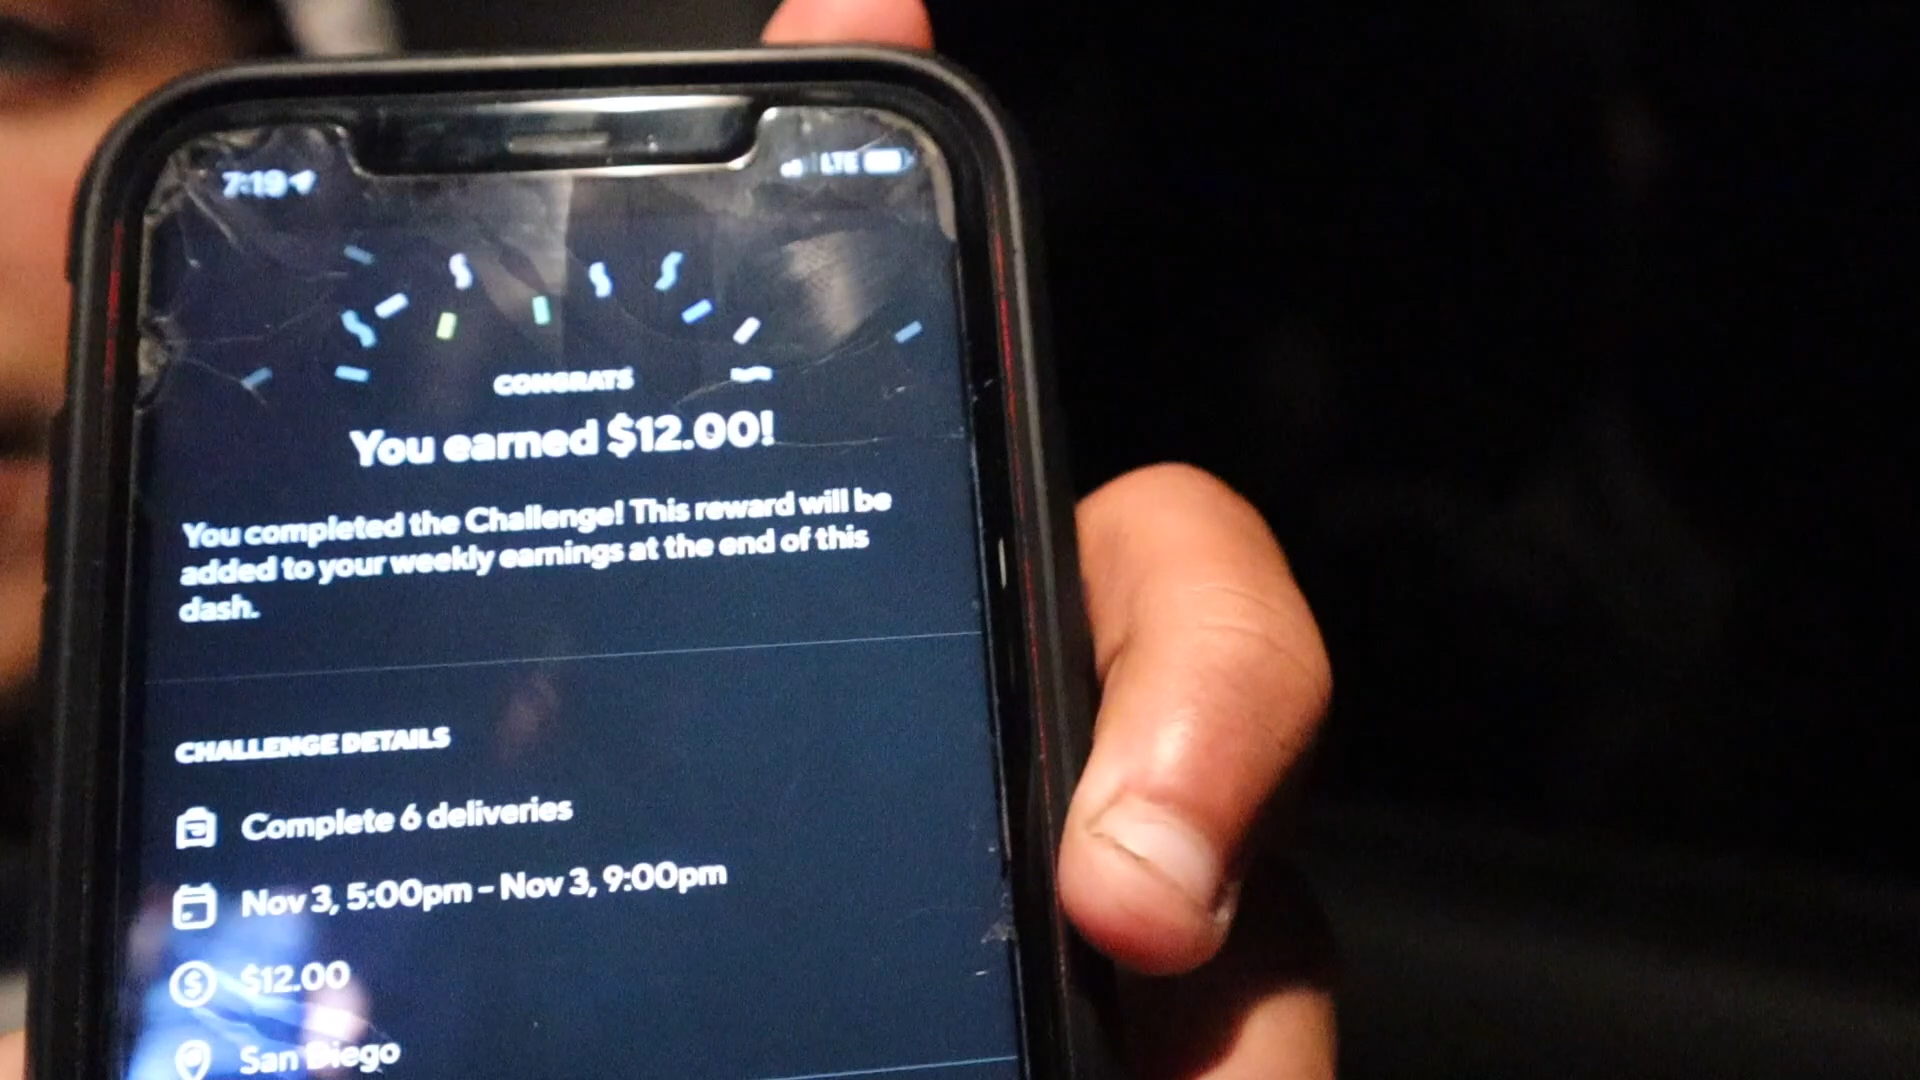 7:19
LTE
CONGRATS
You earned $12.00!
You completed the Challenge! This reward will be
added to your weekly earnings at the end of this
dash.
CHALLENGE DETAILS
Complete 6 deliveries
Nov 3, 5:00pm – Nov 3, 9:00pm
$12.00
San Diego